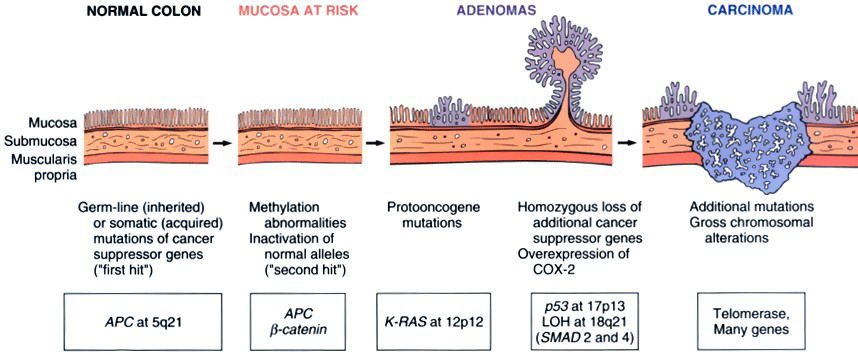 NORMAL COLON
MUCOSA AT RISK
ADENOMAS
CARCINOMA
Mucosa
Submucosa
Muscularis
propria
Germ-line (inherited)
or somatic (acquired)
mutations of cancer
suppressor genes
("first hit")
Methylation
abnormalities
Inactivation of
normal alleles
("second hit")
Protooncogene
mutations
Homozygous loss of
additional cancer
suppressor genes
Overexpression of
COX-2
Additional mutations
Gross chromosomal
alterations
APC at 5q21
APC
β-catenin
K-RAS at 12p12
p53 at 17p13
LOH at 18q21
(SMAD 2 and 4)
Telomerase,
Many genes